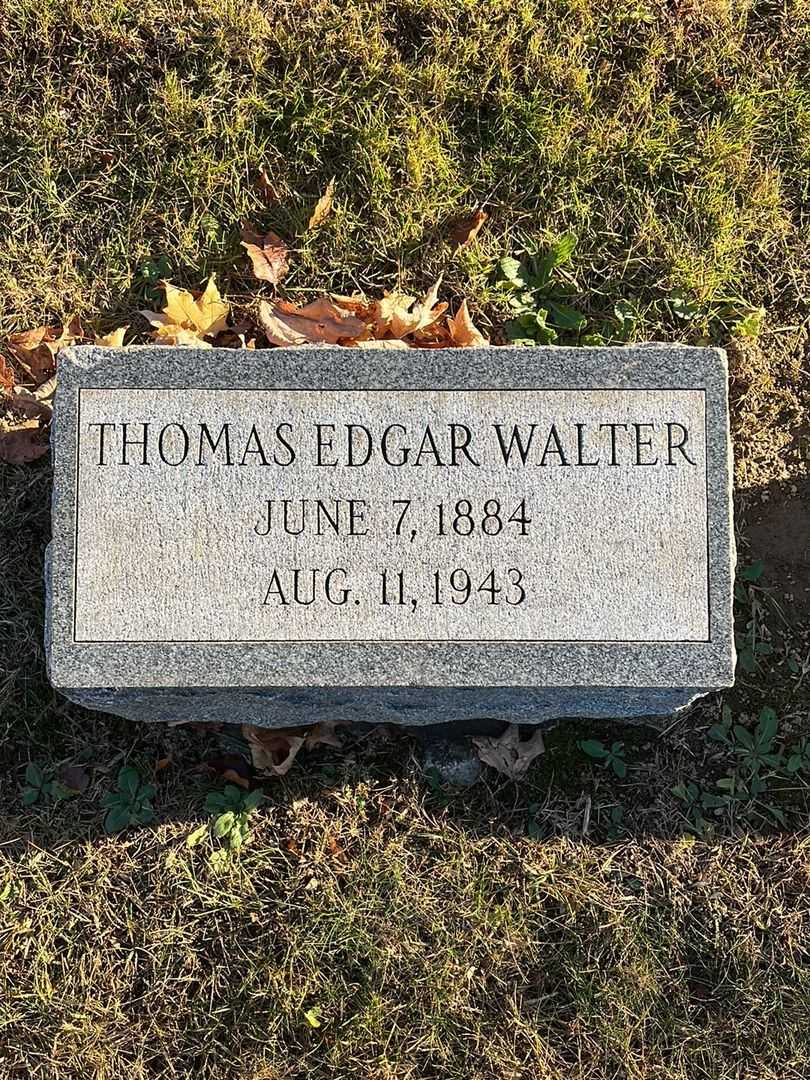 THOMAS EDGAR WALTER
JUNE 7, 1884
AUG. 11, 1943